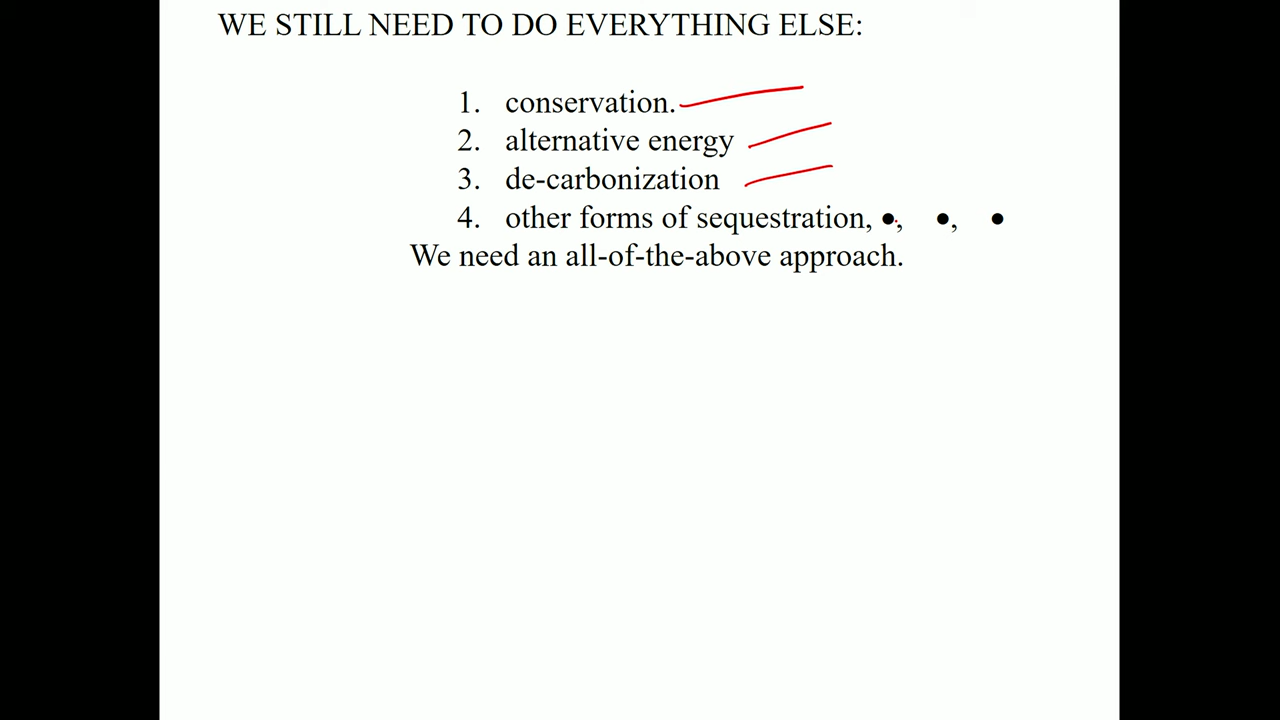 WE STILL NEED TO DO EVERYTHING ELSE:
1. conservation.
2. alternative energy
3. de-carbonization
4. other forms of sequestration, •, •, •
We need an all-of-the-above approach.